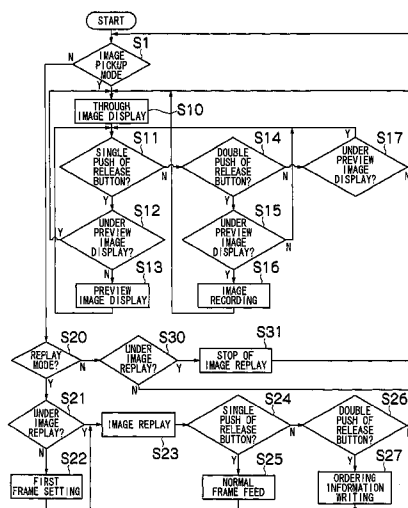 START
S1
IMAGE
PICKUP
MODE
N
Y
THROUGH
IMAGE DISPLAY
S10
S11
SINGLE
PUSH OF
RELEASE
BUTTON?
N
Y
S14
DOUBLE
PUSH OF
RELEASE
BUTTON?
N
Y
S17
UNDER
PREVIEW IMAGE
DISPLAY?
Y
N
S12
UNDER
PREVIEW IMAGE
DISPLAY?
Y
N
S15
UNDER
PREVIEW IMAGE
DISPLAY?
N
Y
S13
PREVIEW
IMAGE DISPLAY
S16
IMAGE
RECORDING
S20
REPLAY
MODE?
N
Y
S30
UNDER
IMAGE
REPLAY?
Y
N
S31
STOP OF
IMAGE REPLAY
S21
UNDER
IMAGE
REPLAY?
Y
N
IMAGE REPLAY
S23
S24
SINGLE
PUSH OF
RELEASE
BUTTON?
N
Y
S26
DOUBLE
PUSH OF
RELEASE
BUTTON?
N
Y
S22
FIRST
FRAME SETTING
S25
NORMAL
FRAME FEED
S27
ORDERING
INFORMATION
WRITING